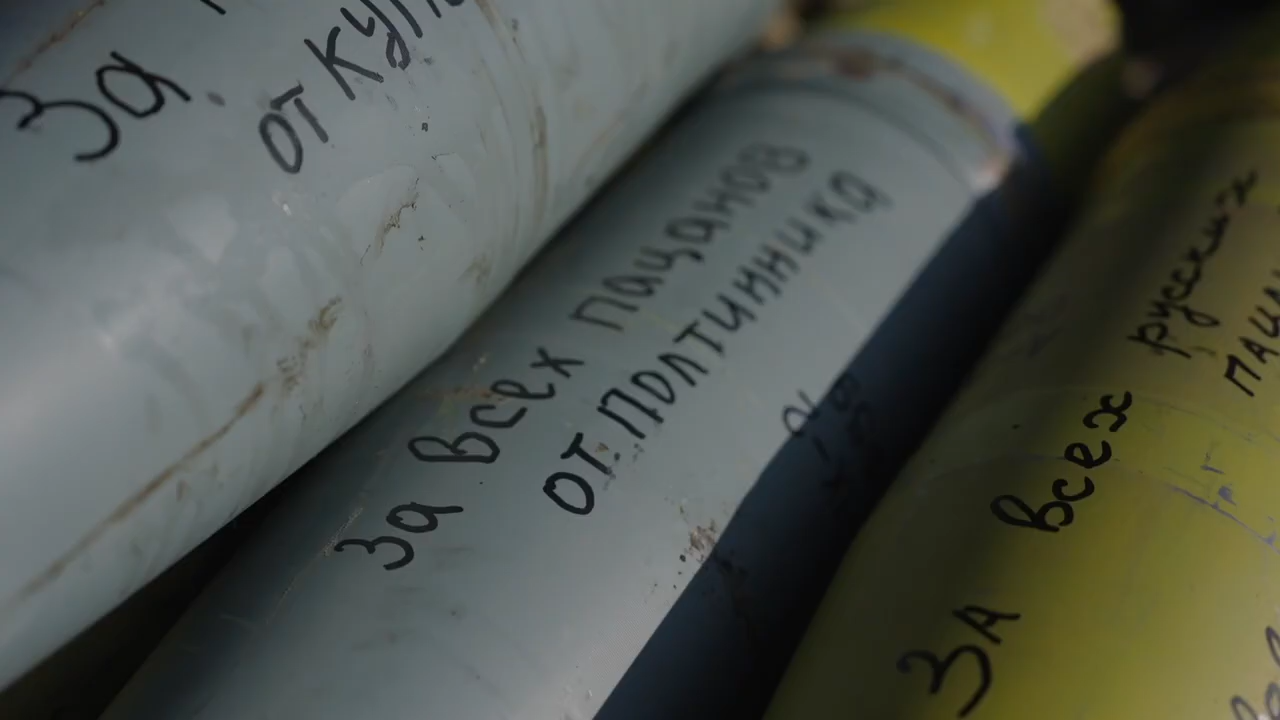 За
от
За всех пацанов
от Полтинника
ЗА всех русских